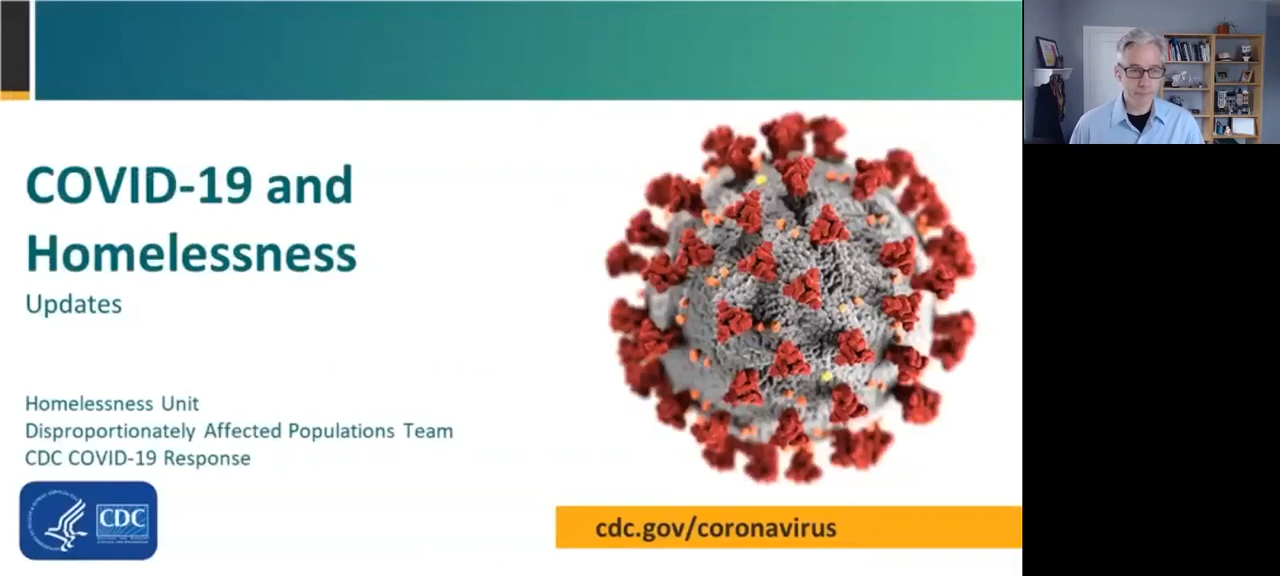 COVID-19 and
Homelessness
Updates
Homelessness Unit
Disproportionately Affected Populations Team
CDC COVID-19 Response
CDC
cdc.gov/coronavirus